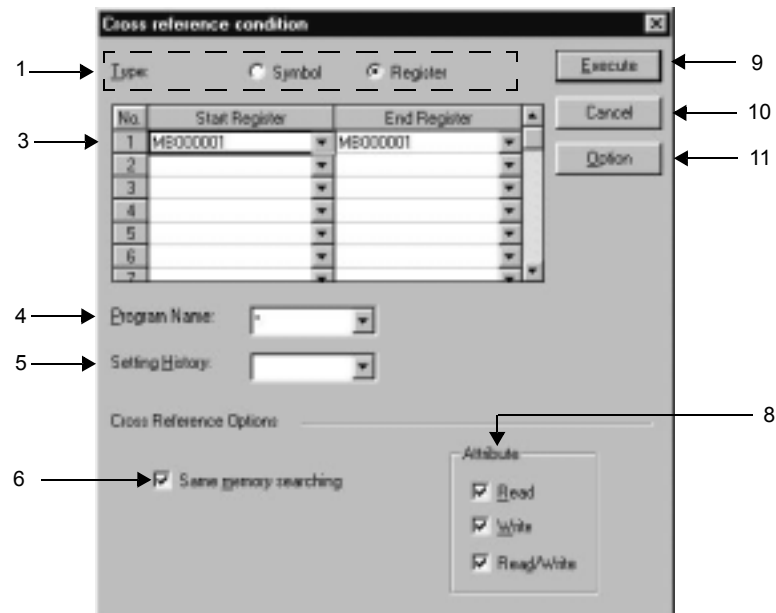 Cross reference condition
1 Type: Symbol Register Execute 9
No. Start Register End Register Cancel 10
3 1 MB000001 MB000001
2 Option 11
3
4
5
6
7
4 Program Name: *
5 Setting History:
Cross Reference Options 8
Attribute
6 Same memory searching Read
Write
Read/Write